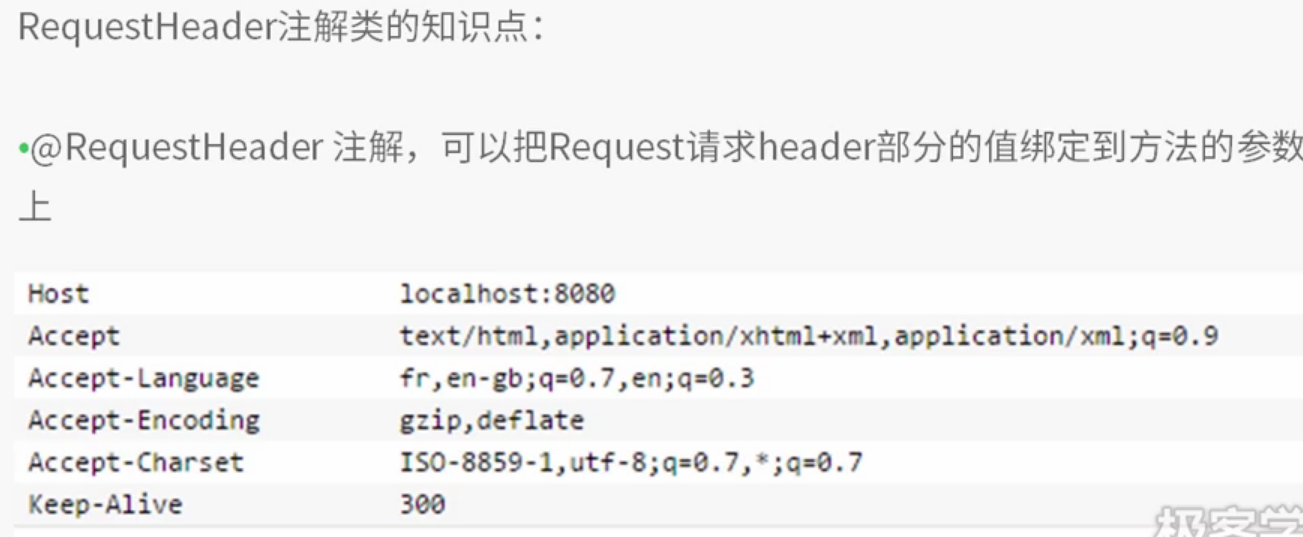 RequestHeader注解类的知识点：
•@RequestHeader 注解，可以把Request请求header部分的值绑定到方法的参数
上
Host localhost:8080
Accept text/html,application/xhtml+xml,application/xml;q=0.9
Accept-Language fr,en-gb;q=0.7,en;q=0.3
Accept-Encoding gzip,deflate
Accept-Charset ISO-8859-1,utf-8;q=0.7,*;q=0.7
Keep-Alive 300
极客学